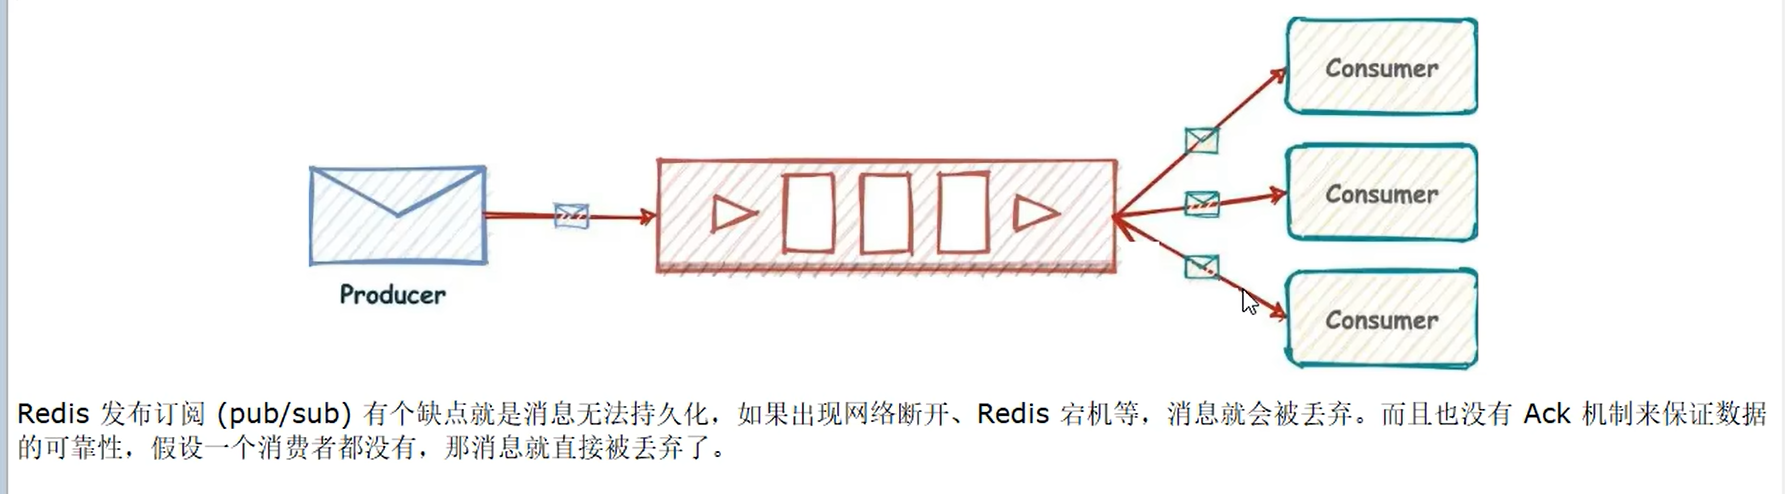 Consumer
Consumer
Producer
Consumer
Redis 发布订阅 (pub/sub) 有个缺点就是消息无法持久化，如果出现网络断开、Redis 宕机等，消息就会被丢弃。而且也没有 Ack 机制来保证数据
的可靠性，假设一个消费者都没有，那消息就直接被丢弃了。